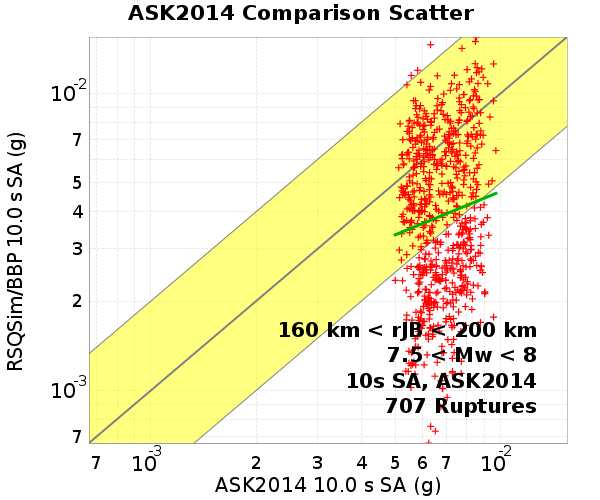 ASK2014 Comparison Scatter
RSQSim/BBP 10.0 s SA (g)
10-2
7
5
4
3
2
10-3
7
160 km < rJB < 200 km
7.5 < Mw < 8
10s SA, ASK2014
707 Ruptures
7 10-3 2 3 4 5 6 7 10-2
ASK2014 10.0 s SA (g)